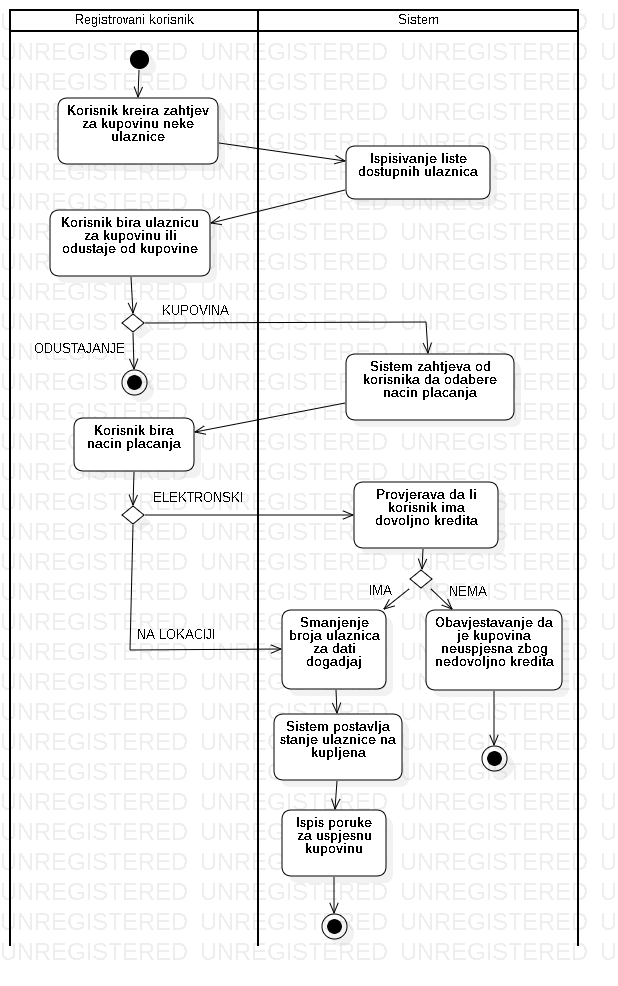 Registrovani korisnik
Sistem
Korisnik kreira zahtjev
za kupovinu neke
ulaznice
Ispisivanje liste
dostupnih ulaznica
Korisnik bira ulaznicu
za kupovinu ili
odustaje od kupovine
KUPOVINA
ODUSTAJANJE
Sistem zahtjeva od
korisnika da odabere
nacin placanja
Korisnik bira
nacin placanja
ELEKTRONSKI
Provjerava da li
korisnik ima
dovoljno kredita
IMA
NEMA
NA LOKACIJI
Smanjenje
broja ulaznica
za dati
dogadjaj
Obavjestavanje da
je kupovina
neuspjesna zbog
nedovoljno kredita
Sistem postavlja
stanje ulaznice na
kupljena
Ispis poruke
za uspjesnu
kupovinu
UNREGISTERED